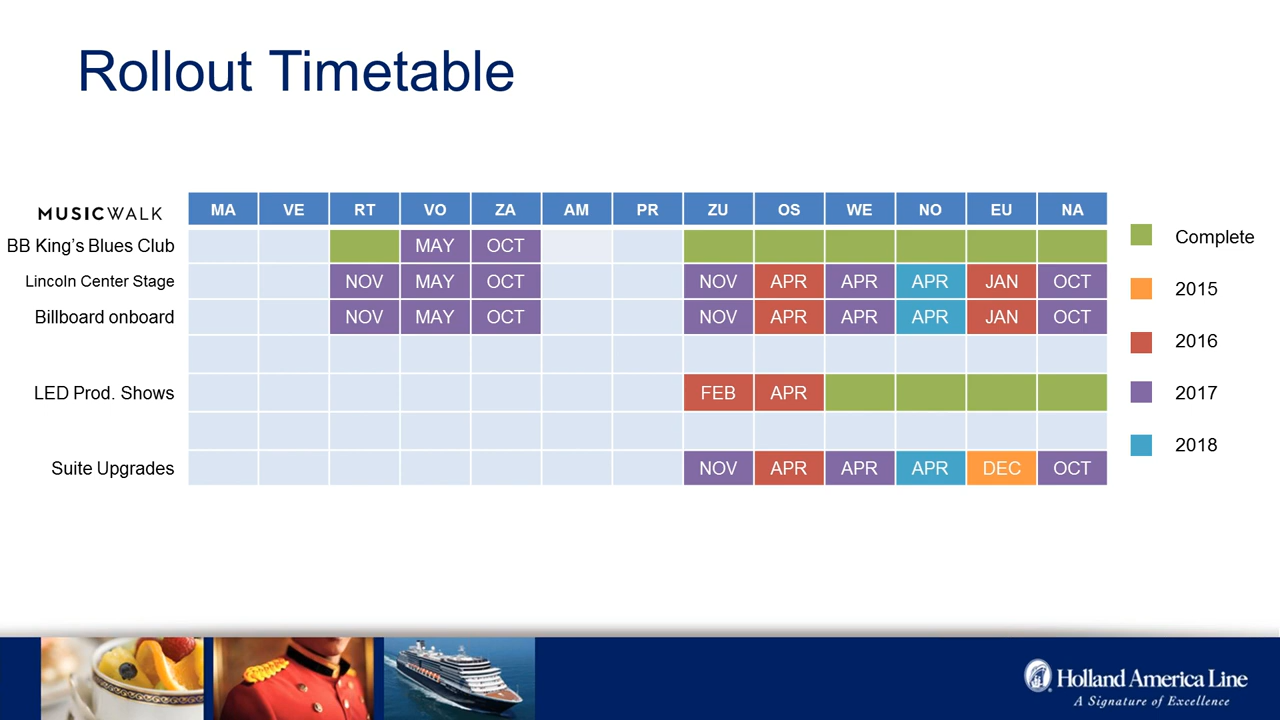 Rollout Timetable
MUSICWALK MA VE RT VO ZA AM PR ZU OS WE NO EU NA
BB King's Blues Club MAY OCT
Lincoln Center Stage NOV MAY OCT NOV APR APR APR JAN OCT
Billboard onboard NOV MAY OCT NOV APR APR APR JAN OCT
LED Prod. Shows FEB APR
Suite Upgrades NOV APR APR APR DEC OCT
Complete
2015
2016
2017
2018
Holland America Line
A Signature of Excellence